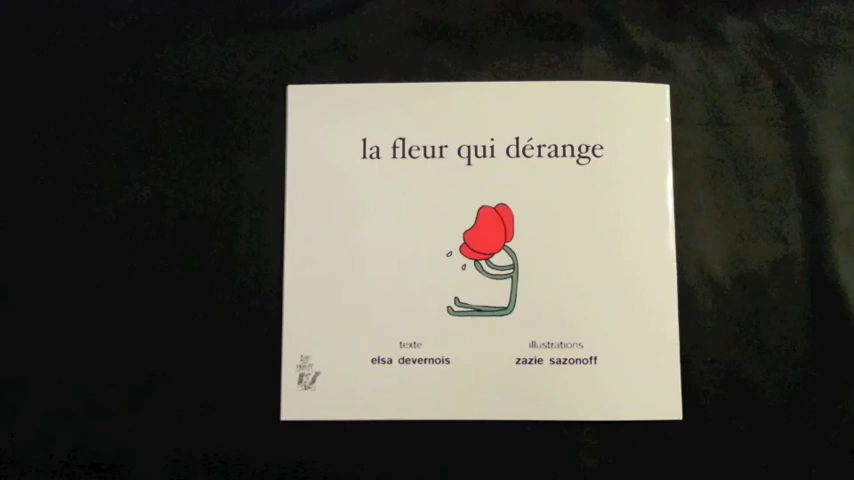 la fleur qui dérange
texte
elsa devernois
illustrations
zazie sazonoff